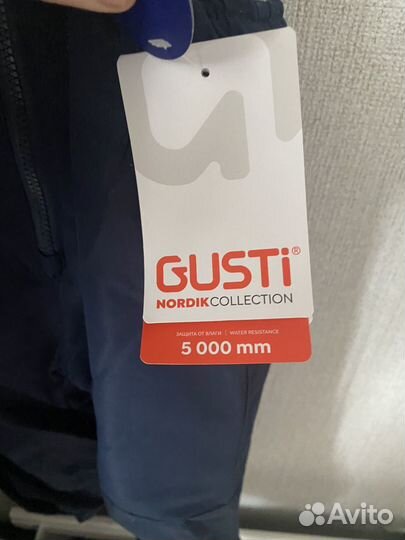 GUSTi®
NORDIKCOLLECTION
ЗАЩИТА ОТ ВЛАГИ | WATER RESISTANCE
5 000 mm
Avito